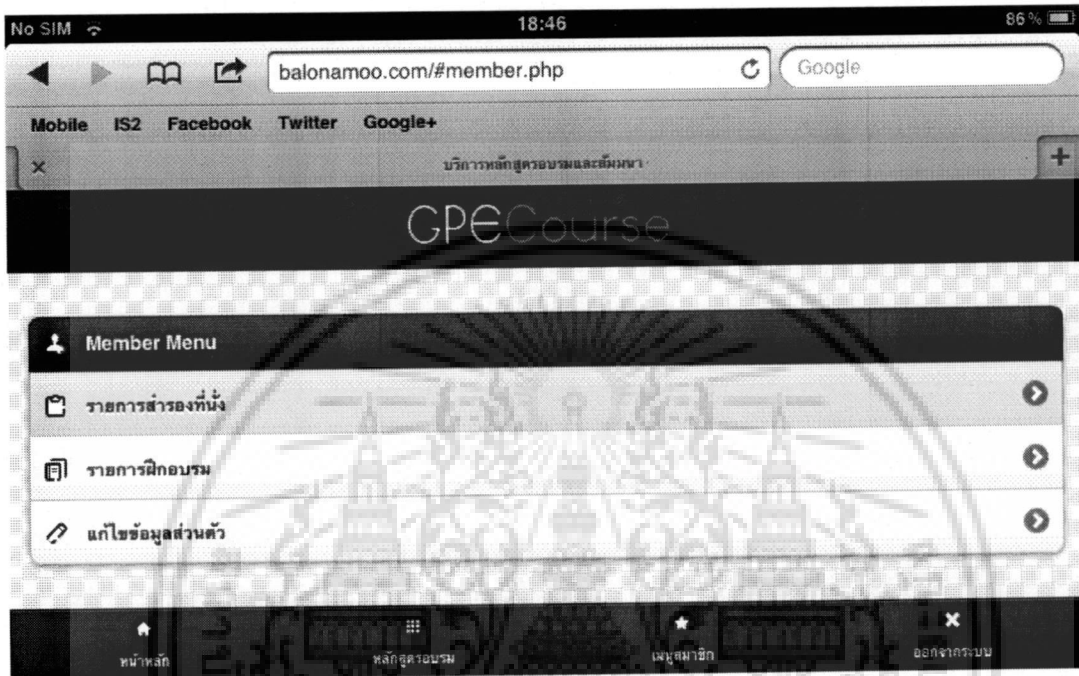 No SIM 18:46 86%
balonamoo.com/#member.php Google
Mobile IS2 Facebook Twitter Google+
บริการหลักสูตรอบรมและสัมมนา
GPECourse
Member Menu
รายการสำรองที่นั่ง
รายการฝึกอบรม
แก้ไขข้อมูลส่วนตัว
หน้าหลัก หลักสูตรอบรม เมนูสมาชิก ออกจากระบบ